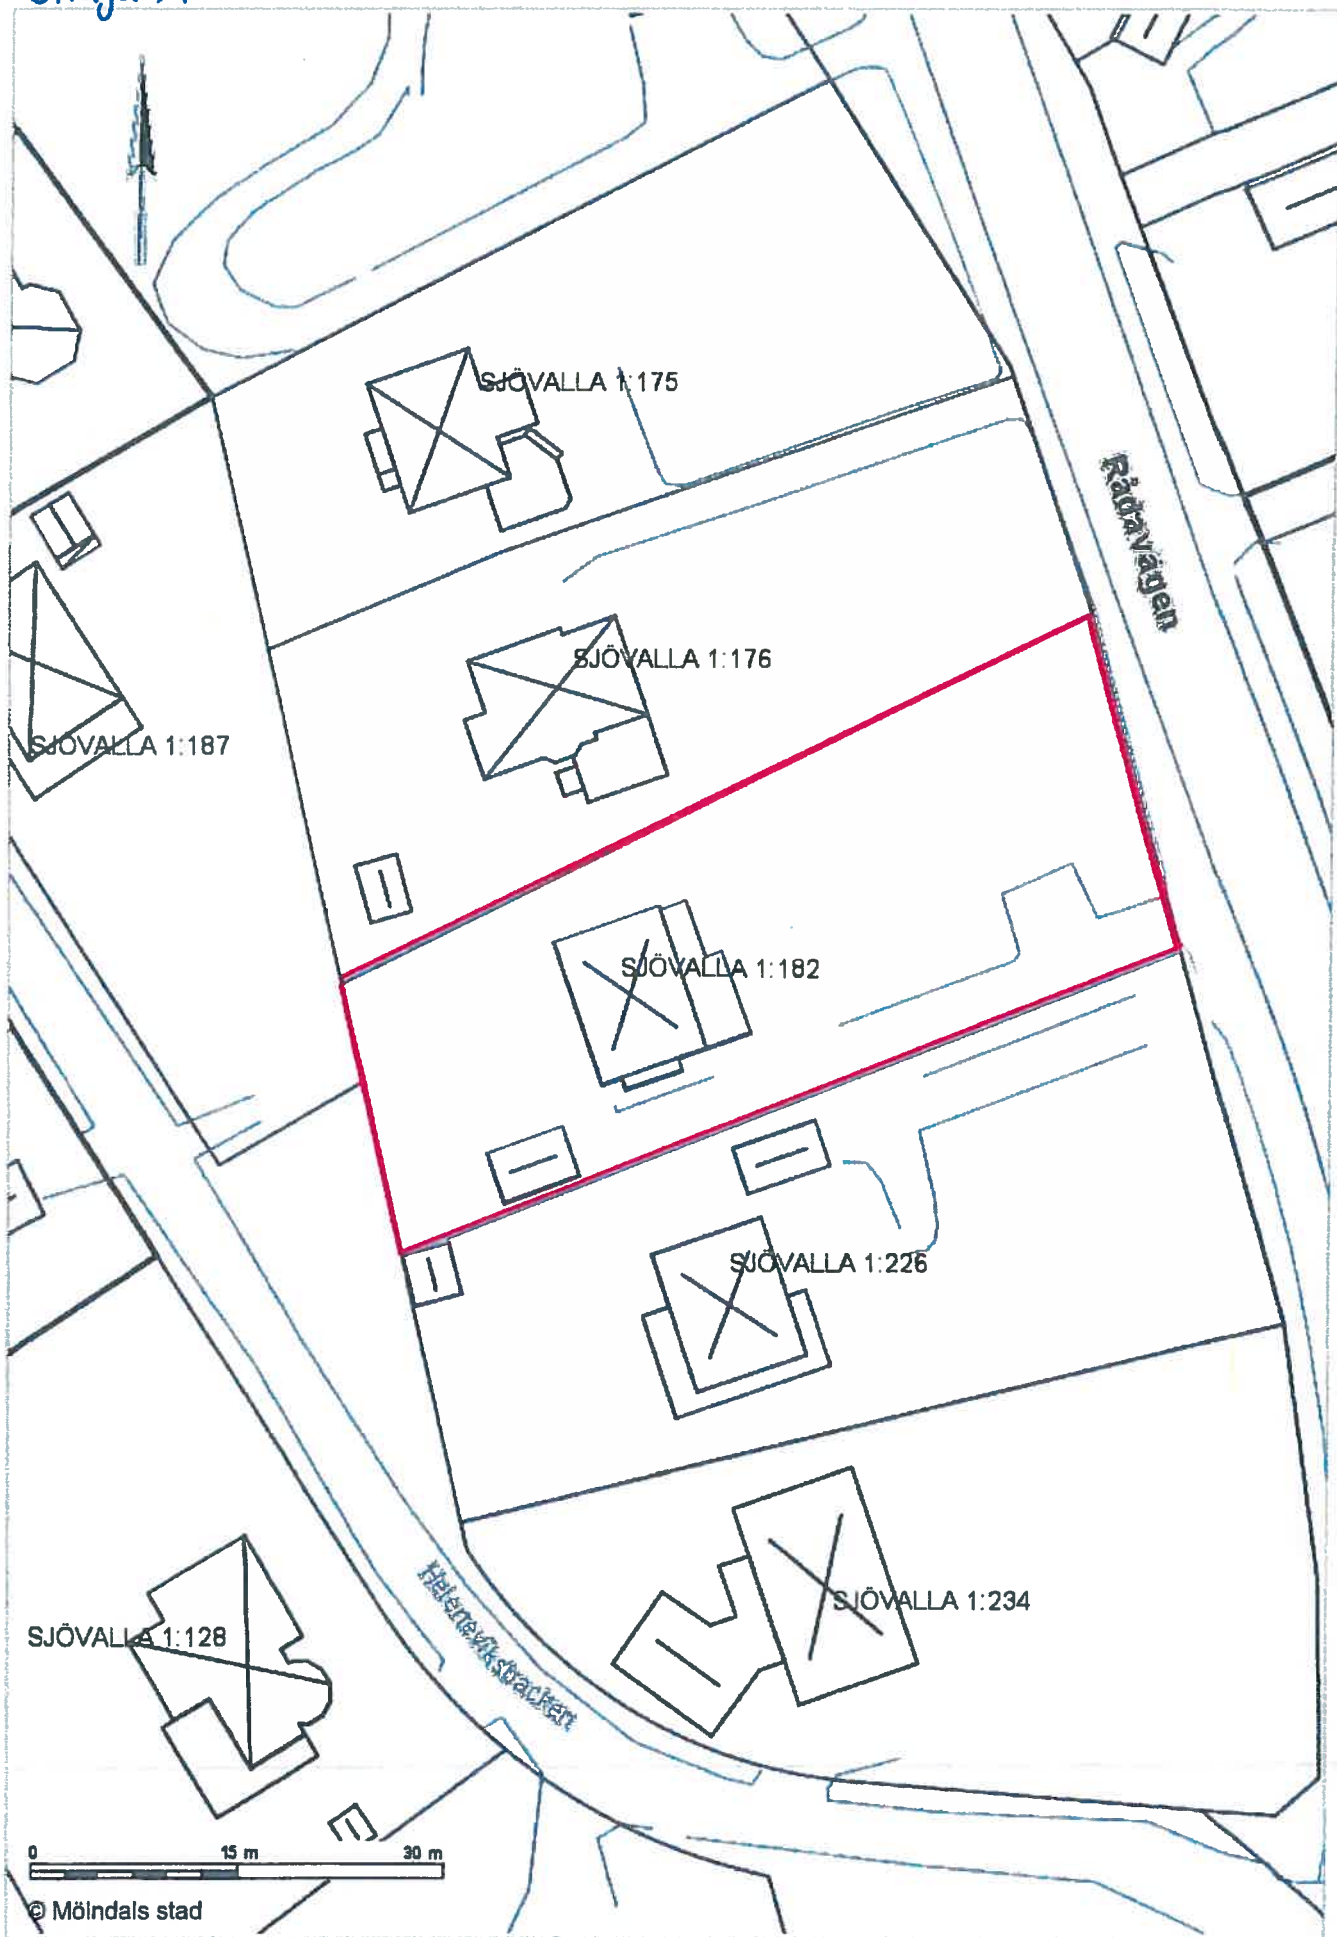 SJÖVALLA 1:175
Rådavägen
SJÖVALLA 1:176
SJÖVALLA 1:187
SJÖVALLA 1:182
SJÖVALLA 1:226
SJÖVALLA 1:234
Heleneviksbacken
SJÖVALLA 1:128
0 15 m 30 m
© Mölndals stad